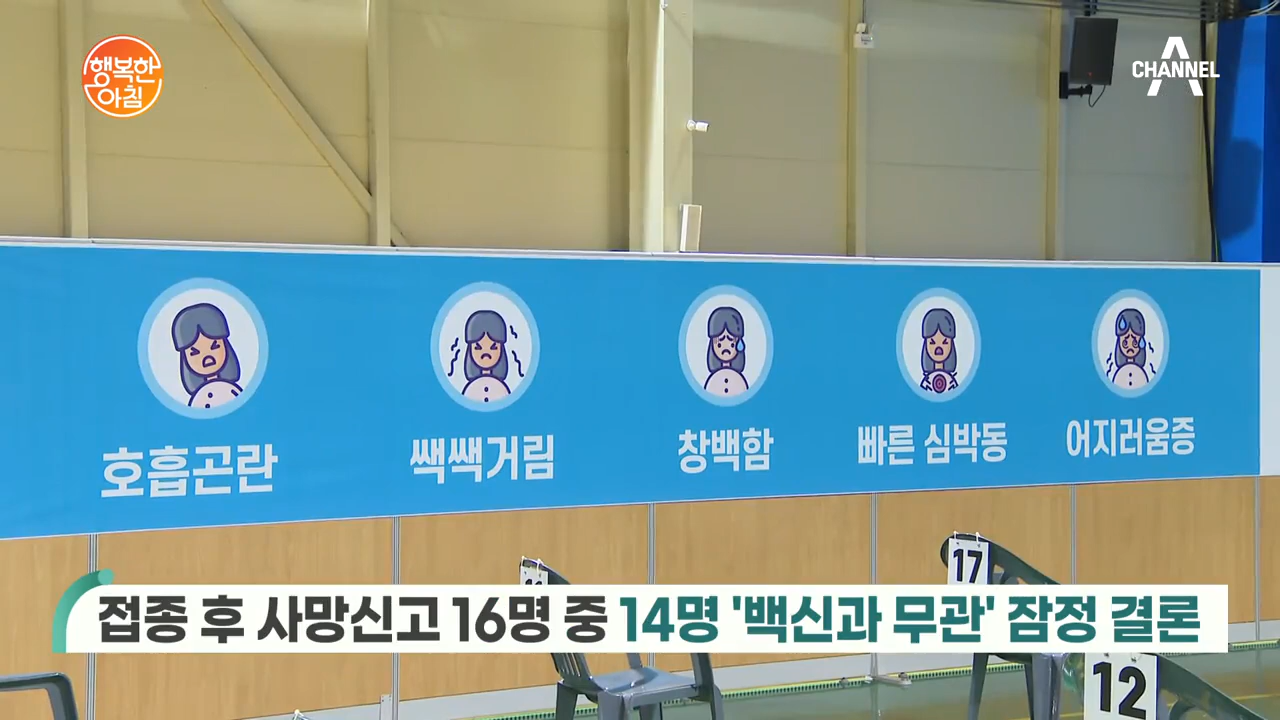 행복한
아침
CHANNEL A
호흡곤란
쌕쌕거림
창백함
빠른 심박동
어지러움증
17
접종 후 사망신고 16명 중 14명 '백신과 무관' 잠정 결론
12